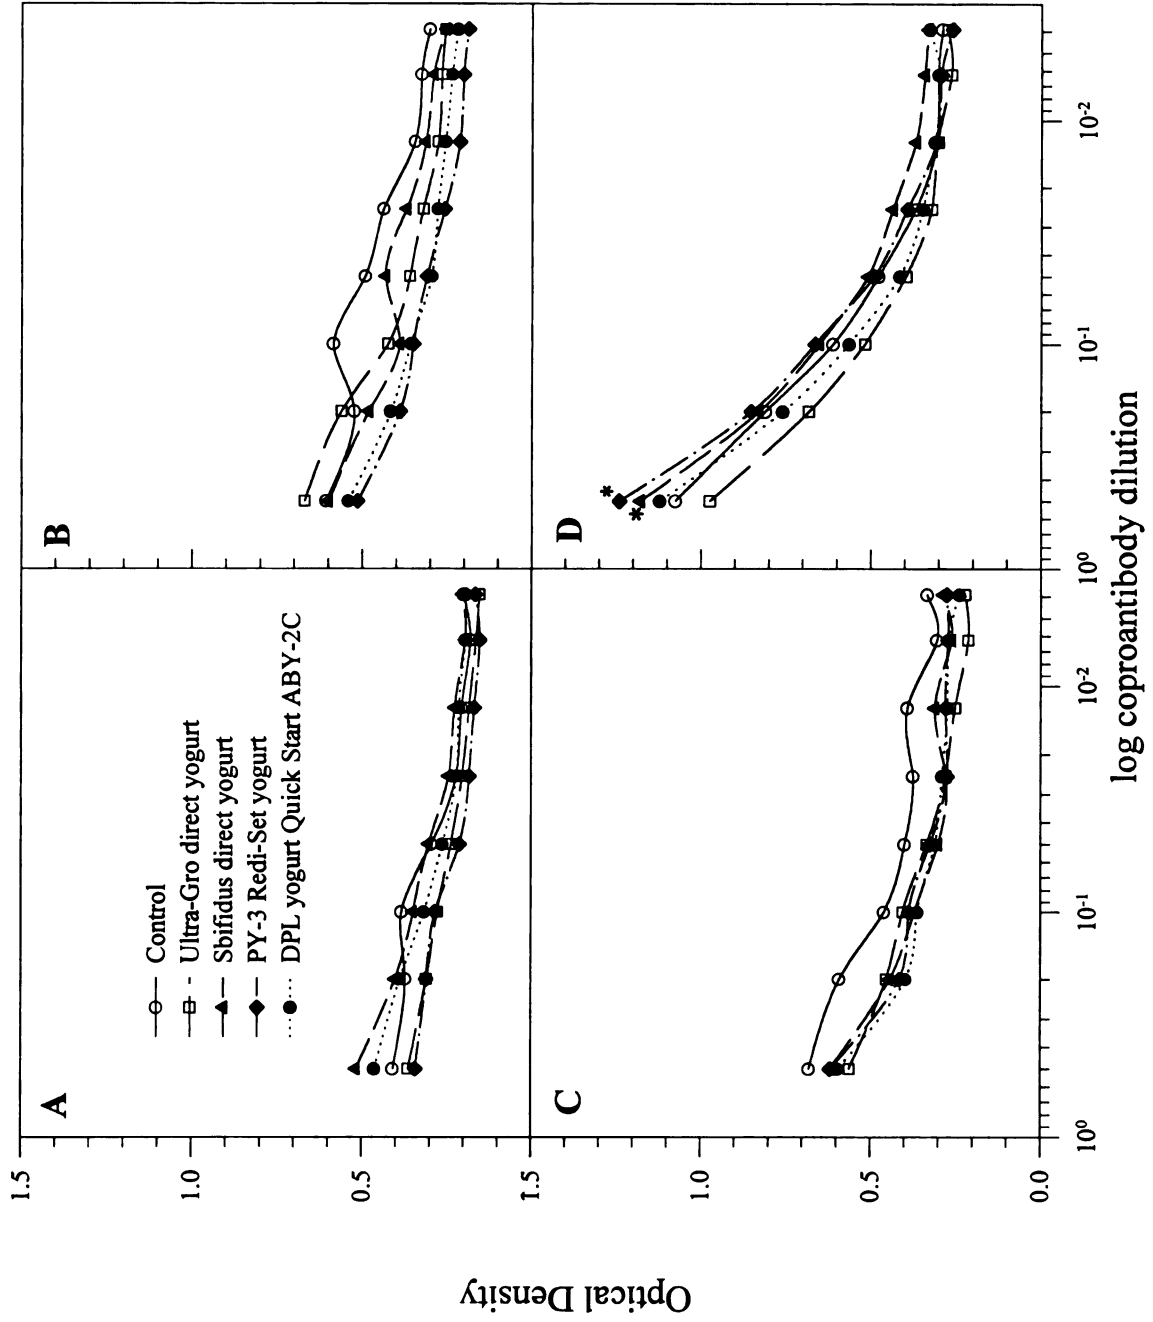 A
Control
Ultra-Gro direct yogurt
Sbifidus direct yogurt
PY-3 Redi-Set yogurt
DPL yogurt Quick Start ABY-2C
B
C
D
*
*
1.5
1.0
0.5
1.5
1.0
0.5
0.0
10⁰
10⁻¹
10⁻²
10⁰
10⁻¹
10⁻²
Optical Density
log coproantibody dilution